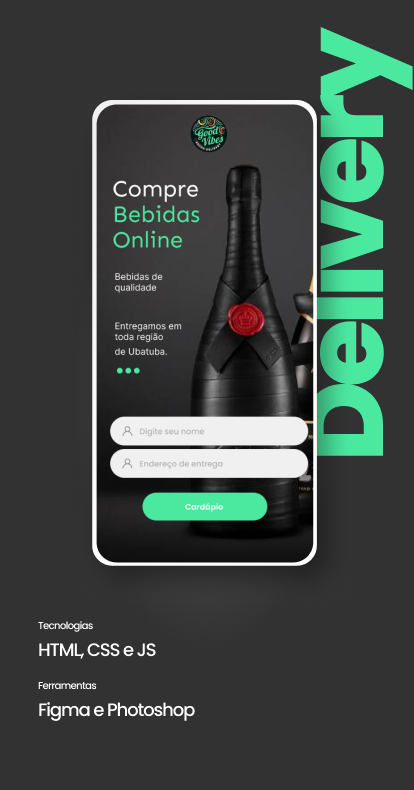 Delivery
Good
Vibes
Compre
Bebidas
Online
Bebidas de
qualidade
Entregamos em
toda região
de Ubatuba.
Digite seu nome
Endereço de entrega
Cardápio
Tecnologias
HTML, CSS e JS
Ferramentas
Figma e Photoshop